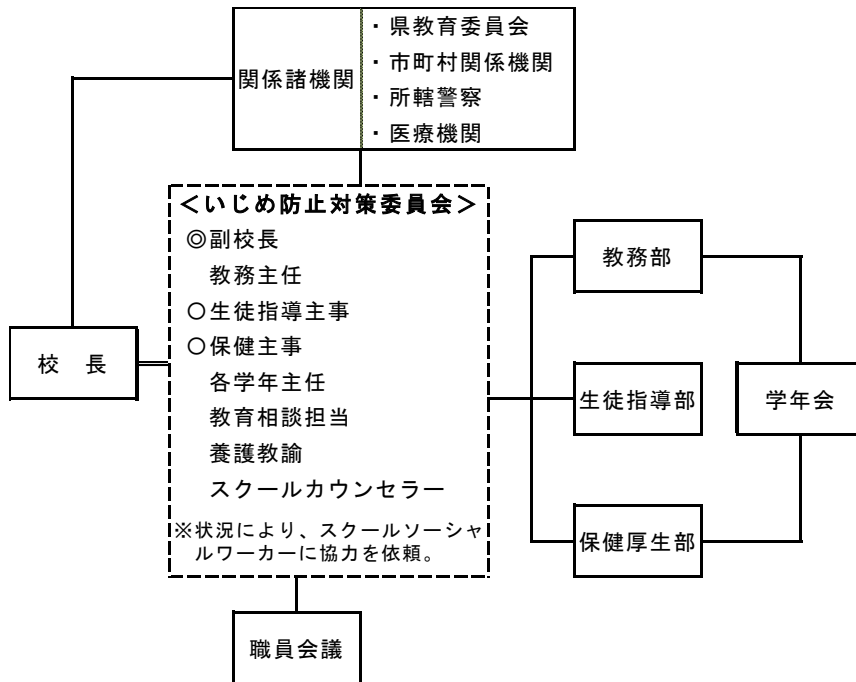 関係諸機関
・県教育委員会
・市町村関係機関
・所轄警察
・医療機関
＜いじめ防止対策委員会＞
◎副校長
教務主任
○生徒指導主事
○保健主事
各学年主任
教育相談担当
養護教諭
スクールカウンセラー
※状況により、スクールソーシャ
ルワーカーに協力を依頼。
校　長
教務部
生徒指導部
学年会
保健厚生部
職員会議